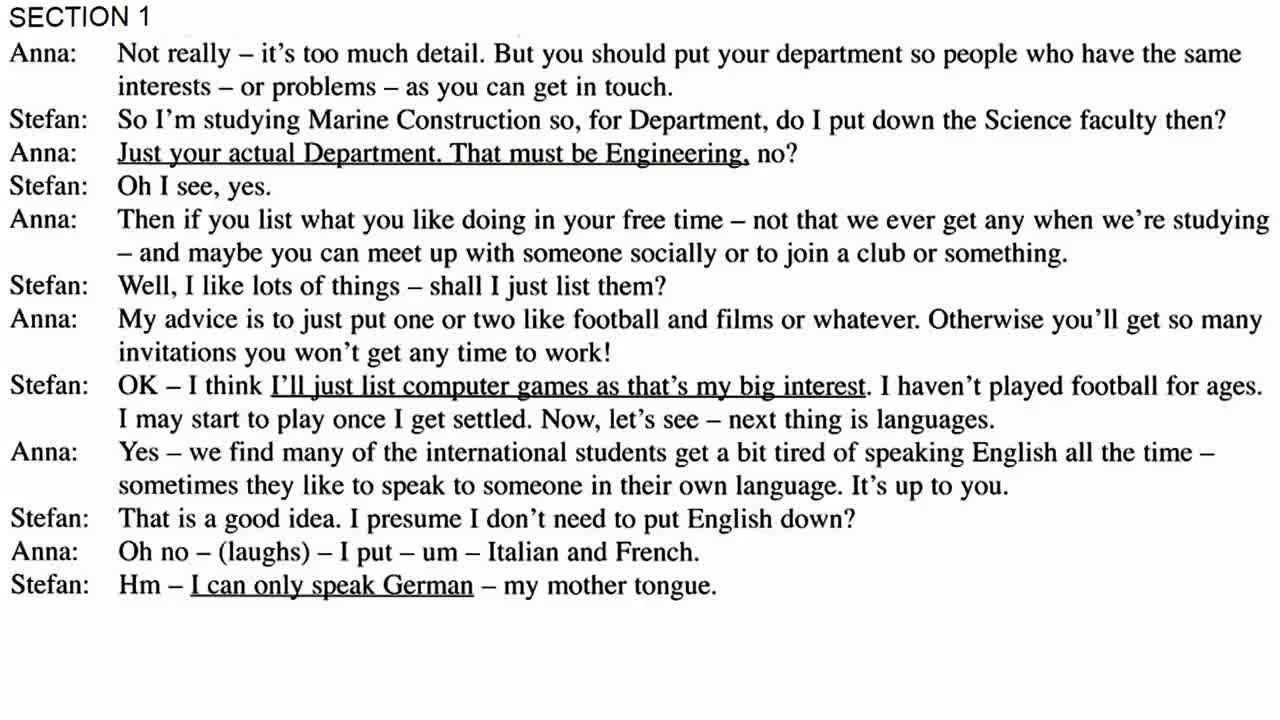 SECTION 1
Anna: Not really – it's too much detail. But you should put your department so people who have the same
interests – or problems – as you can get in touch.
Stefan: So I'm studying Marine Construction so, for Department, do I put down the Science faculty then?
Anna: Just your actual Department. That must be Engineering, no?
Stefan: Oh I see, yes.
Anna: Then if you list what you like doing in your free time – not that we ever get any when we're studying
– and maybe you can meet up with someone socially or to join a club or something.
Stefan: Well, I like lots of things – shall I just list them?
Anna: My advice is to just put one or two like football and films or whatever. Otherwise you'll get so many
invitations you won't get any time to work!
Stefan: OK – I think I'll just list computer games as that's my big interest. I haven't played football for ages.
I may start to play once I get settled. Now, let's see – next thing is languages.
Anna: Yes – we find many of the international students get a bit tired of speaking English all the time –
sometimes they like to speak to someone in their own language. It's up to you.
Stefan: That is a good idea. I presume I don't need to put English down?
Anna: Oh no – (laughs) – I put – um – Italian and French.
Stefan: Hm – I can only speak German – my mother tongue.